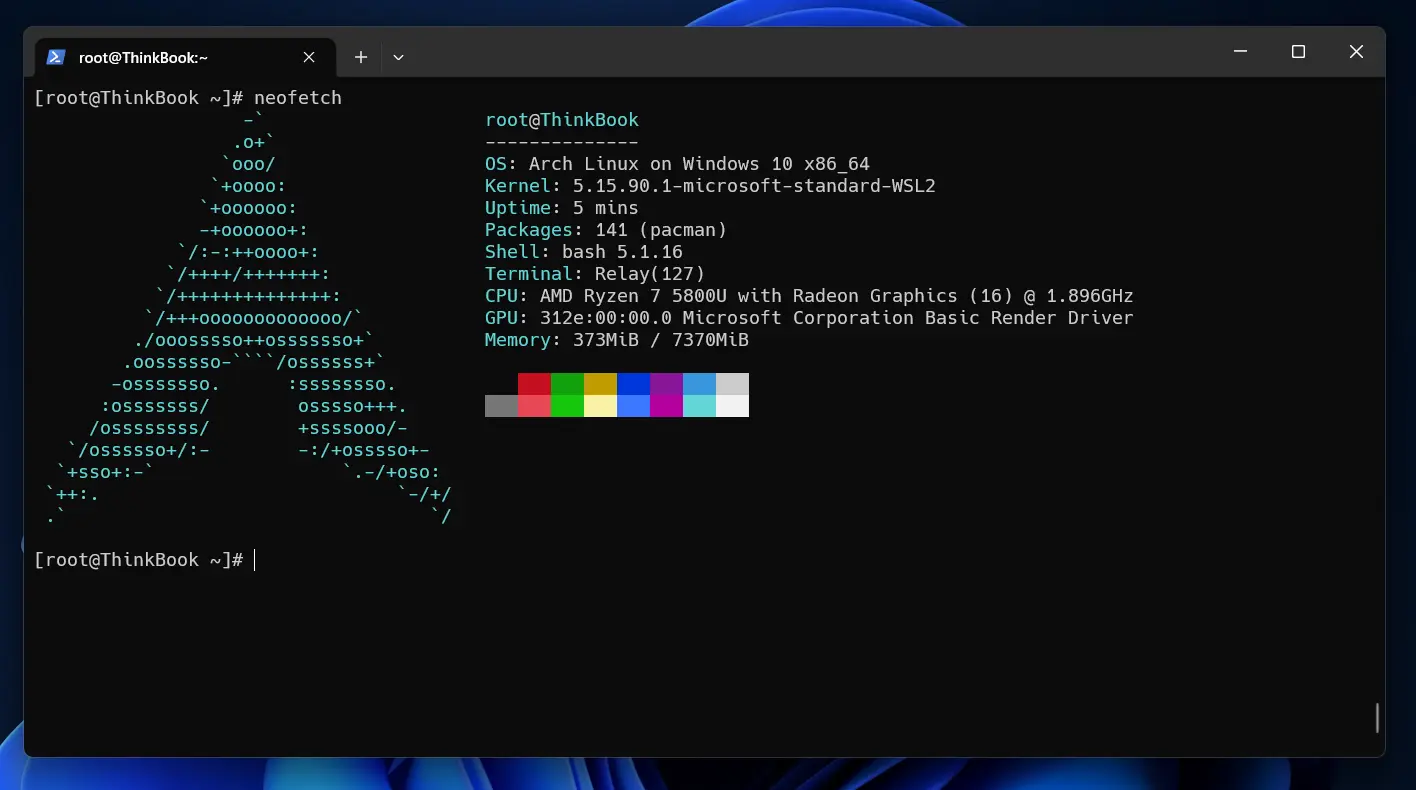 root@ThinkBook:~
[root@ThinkBook ~]# neofetch
                   -`
                  .o+`
                 `ooo/
                `+oooo:
               `+oooooo:
               -+oooooo+:
             `/:-:++oooo+:
            `/++++/+++++++:
           `/++++++++++++++:
          `/+++ooooooooooooo/`
         ./ooosssso++osssssso+`
        .oossssso-````/ossssss+`
       -osssssso.      :ssssssso.
      :osssssss/        osssso+++.
     /ossssssss/        +ssssooo/-
   `/ossssso+/:-        -:/+osssso+-
  `+sso+:-`                 `.-/+oso:
 `++:.                           `-/+/
 .`                                 `/
root@ThinkBook
--------------
OS: Arch Linux on Windows 10 x86_64
Kernel: 5.15.90.1-microsoft-standard-WSL2
Uptime: 5 mins
Packages: 141 (pacman)
Shell: bash 5.1.16
Terminal: Relay(127)
CPU: AMD Ryzen 7 5800U with Radeon Graphics (16) @ 1.896GHz
GPU: 312e:00:00.0 Microsoft Corporation Basic Render Driver
Memory: 373MiB / 7370MiB
[root@ThinkBook ~]#